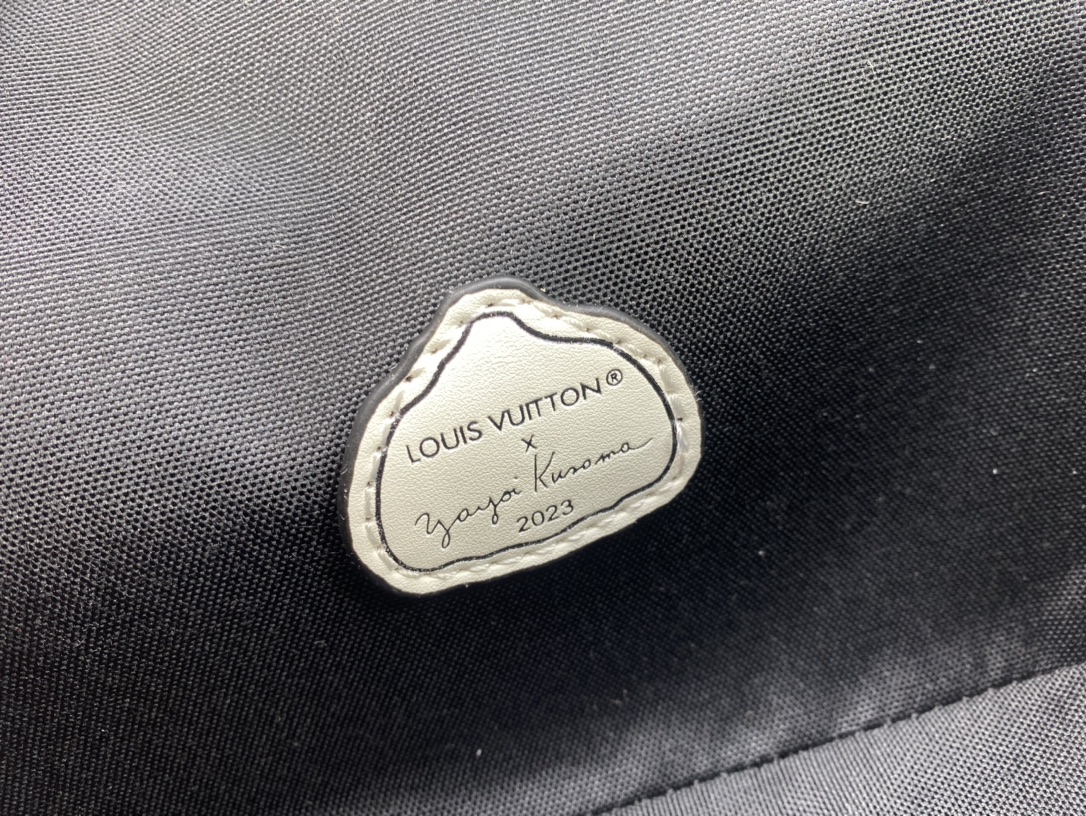 LOUIS VUITTON®
x
Yayoi Kusama
2023